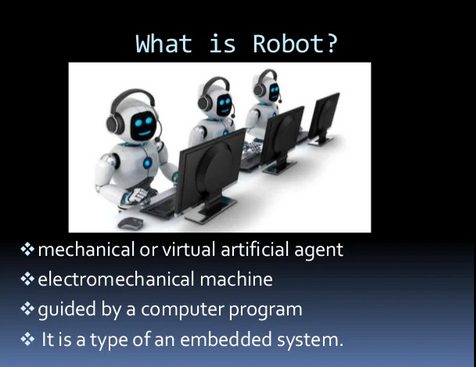 What is Robot?
❖mechanical or virtual artificial agent
❖electromechanical machine
❖guided by a computer program
❖ It is a type of an embedded system.